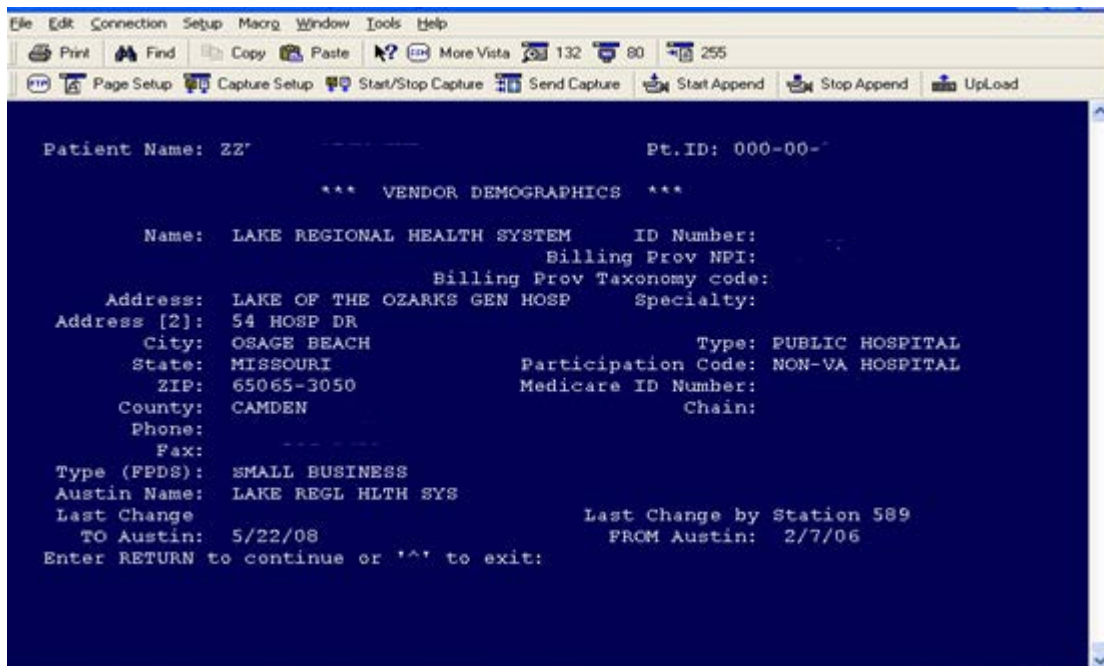 File Edit Connection Setup Macro Window Tools Help
Print Find Copy Paste More Vista 132 80 255
Page Setup Capture Setup Start/Stop Capture Send Capture Start Append Stop Append UpLoad
Patient Name: ZZ Pt.ID: 000-00-
*** VENDOR DEMOGRAPHICS ***
Name: LAKE REGIONAL HEALTH SYSTEM ID Number:
Billing Prov NPI:
Billing Prov Taxonomy code:
Address: LAKE OF THE OZARKS GEN HOSP Specialty:
Address [2]: 54 HOSP DR
City: OSAGE BEACH Type: PUBLIC HOSPITAL
State: MISSOURI Participation Code: NON-VA HOSPITAL
ZIP: 65065-3050 Medicare ID Number:
County: CAMDEN Chain:
Phone:
Fax:
Type (FPDS): SMALL BUSINESS
Austin Name: LAKE REGL HLTH SYS
Last Change Last Change by Station 589
TO Austin: 5/22/08 FROM Austin: 2/7/06
Enter RETURN to continue or '^' to exit: